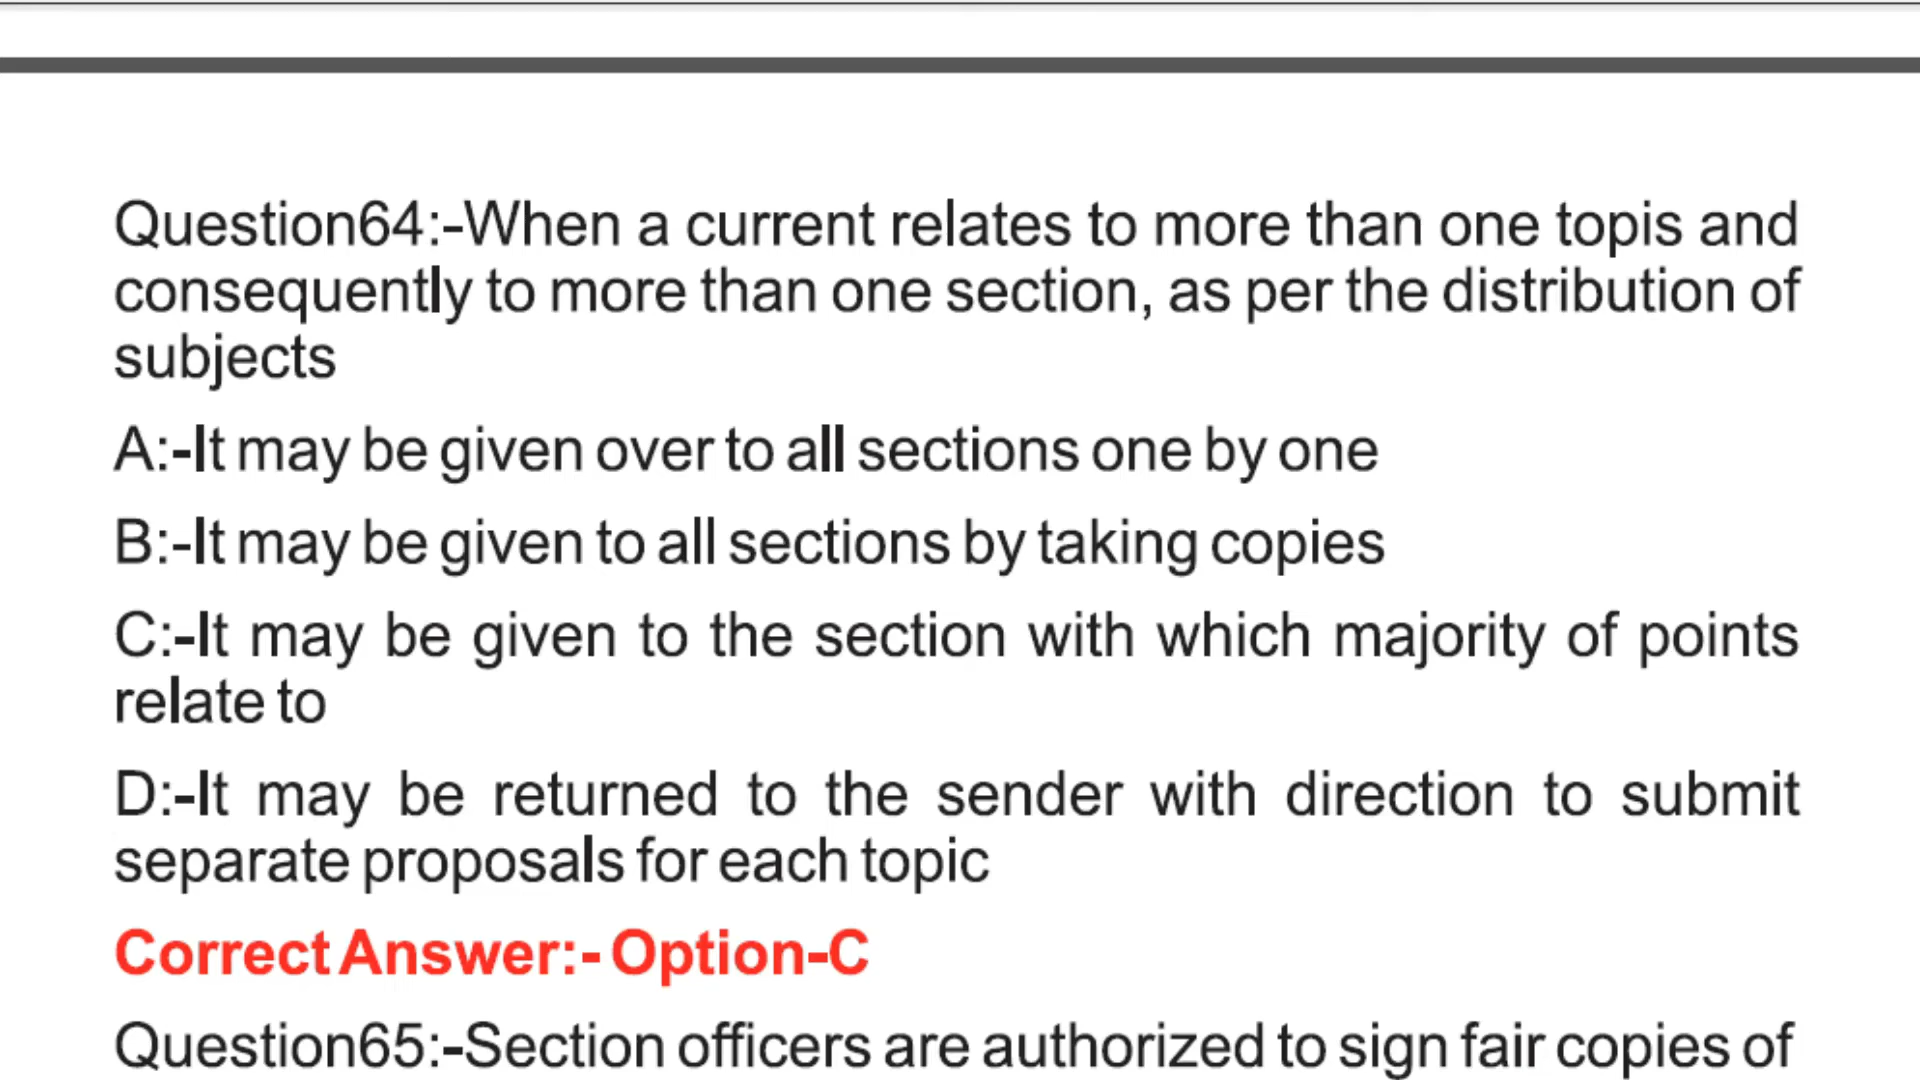 Question64:-When a current relates to more than one topis and
consequently to more than one section, as per the distribution of
subjects
A:-It may be given over to all sections one by one
B:-It may be given to all sections by taking copies
C:-It may be given to the section with which majority of points
relate to
D:-It may be returned to the sender with direction to submit
separate proposals for each topic
Correct Answer:- Option-C
Question65:-Section officers are authorized to sign fair copies of